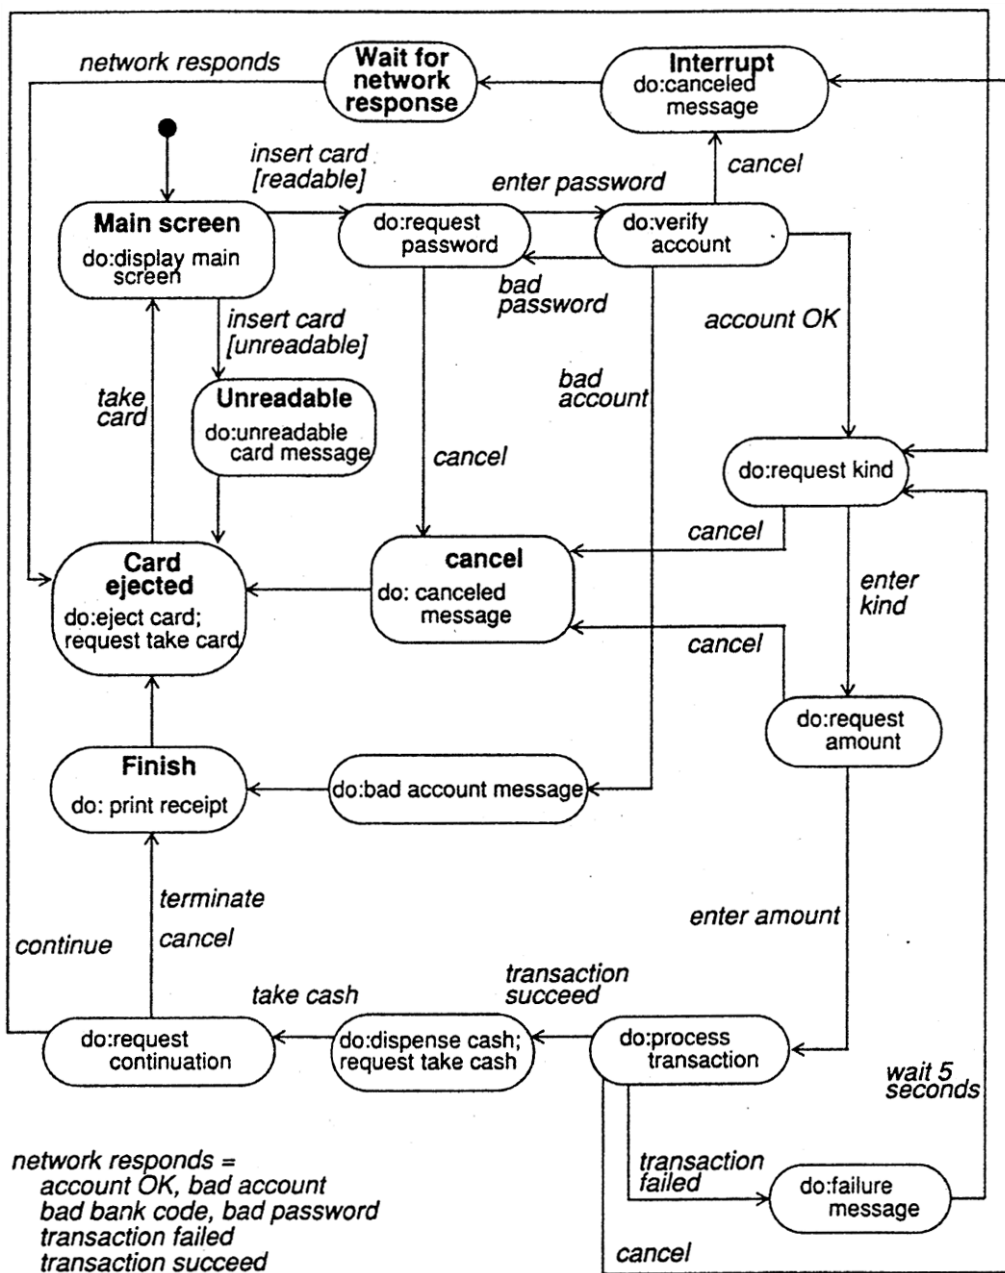 network responds
Wait for
network
response
Interrupt
do:canceled
message
cancel
insert card
[readable]
enter password
Main screen
do:display main
screen
do:request
password
do:verify
account
bad
password
account OK
insert card
[unreadable]
take
card
Unreadable
do:unreadable
card message
bad
account
cancel
do:request kind
cancel
Card
ejected
do:eject card;
request take card
cancel
do: canceled
message
enter
kind
cancel
do:request
amount
Finish
do: print receipt
do:bad account message
terminate
cancel
continue
enter amount
take cash
transaction
succeed
do:request
continuation
do:dispense cash;
request take cash
do:process
transaction
wait 5
seconds
transaction
failed
do:failure
message
cancel
network responds =
account OK, bad account
bad bank code, bad password
transaction failed
transaction succeed